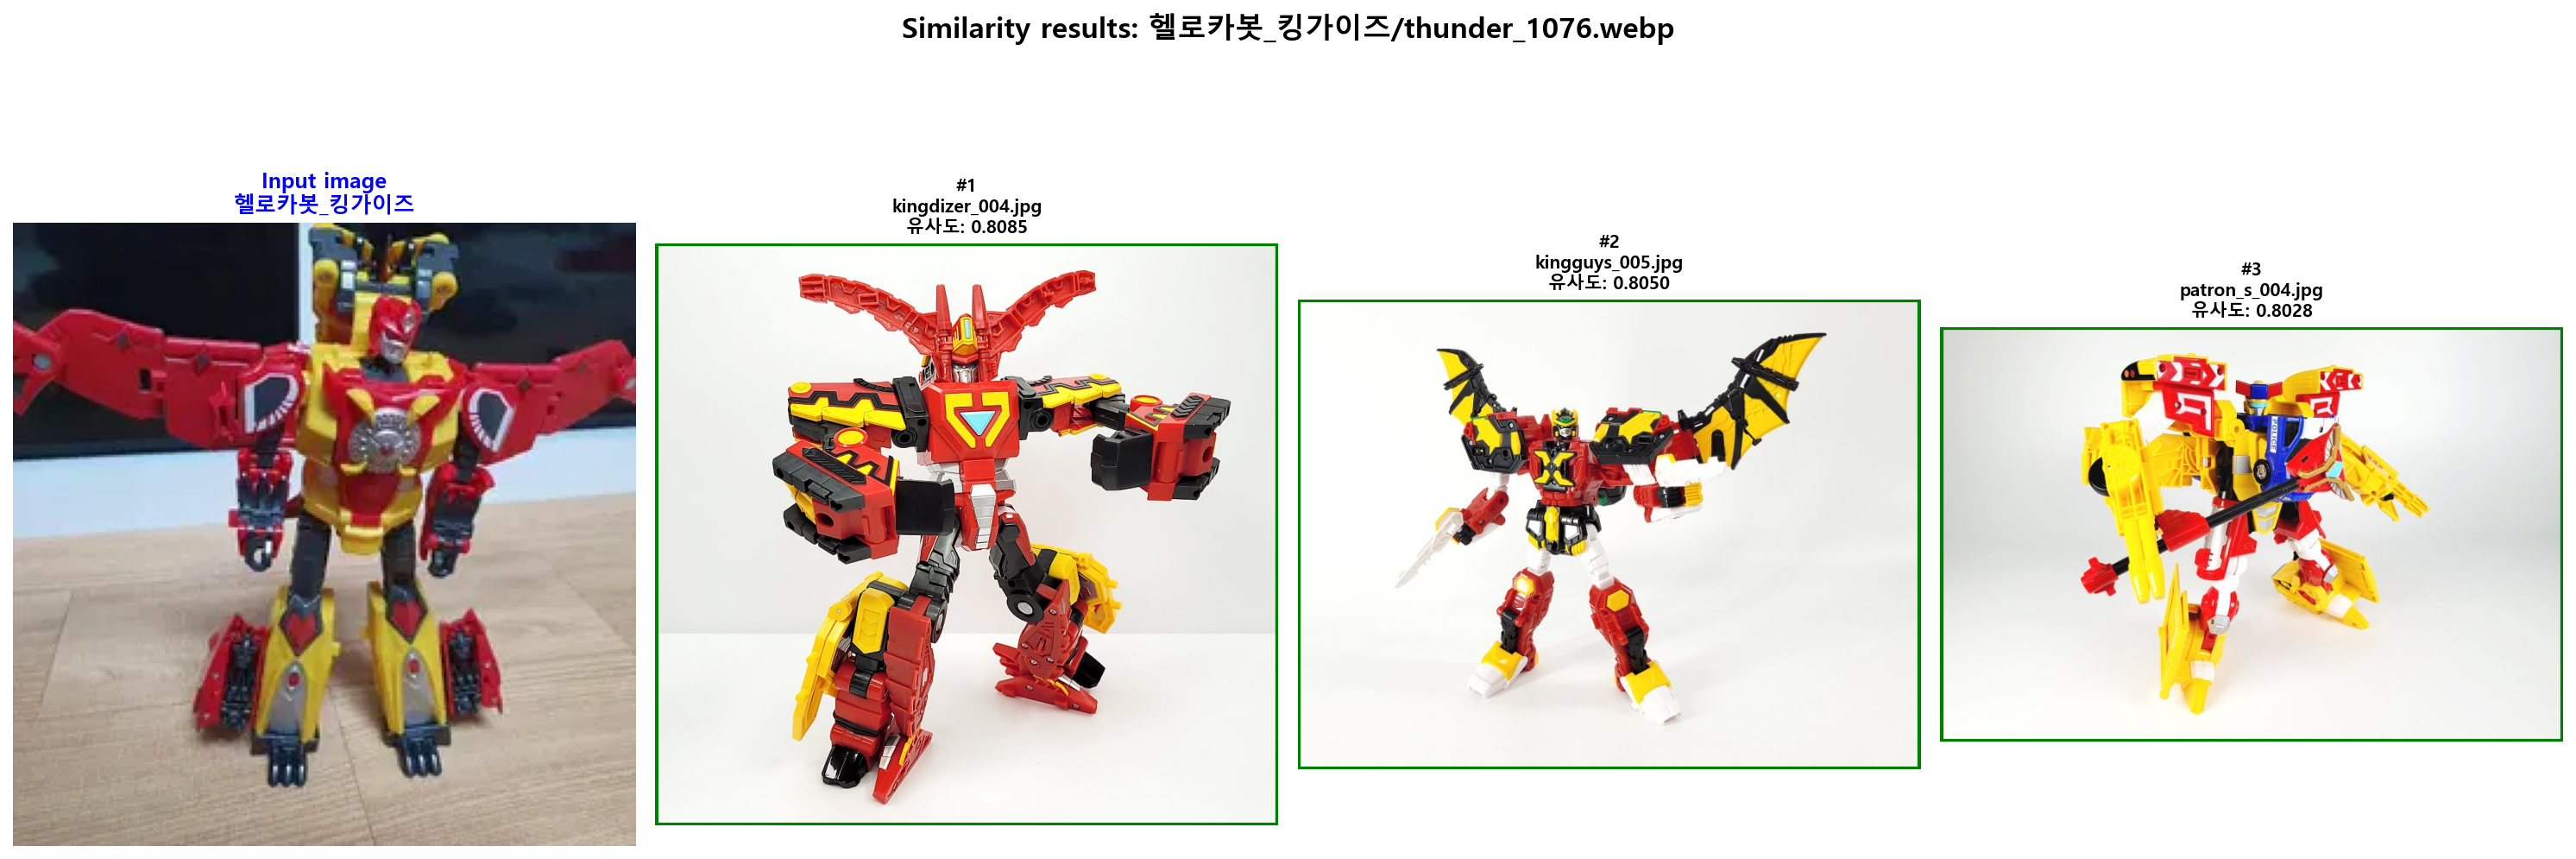 Similarity results: 헬로카봇_킹가이즈/thunder_1076.webp
Input image
헬로카봇_킹가이즈
#1
kingdizer_004.jpg
유사도: 0.8085
#2
kingguys_005.jpg
유사도: 0.8050
#3
patron_s_004.jpg
유사도: 0.8028
POLICE